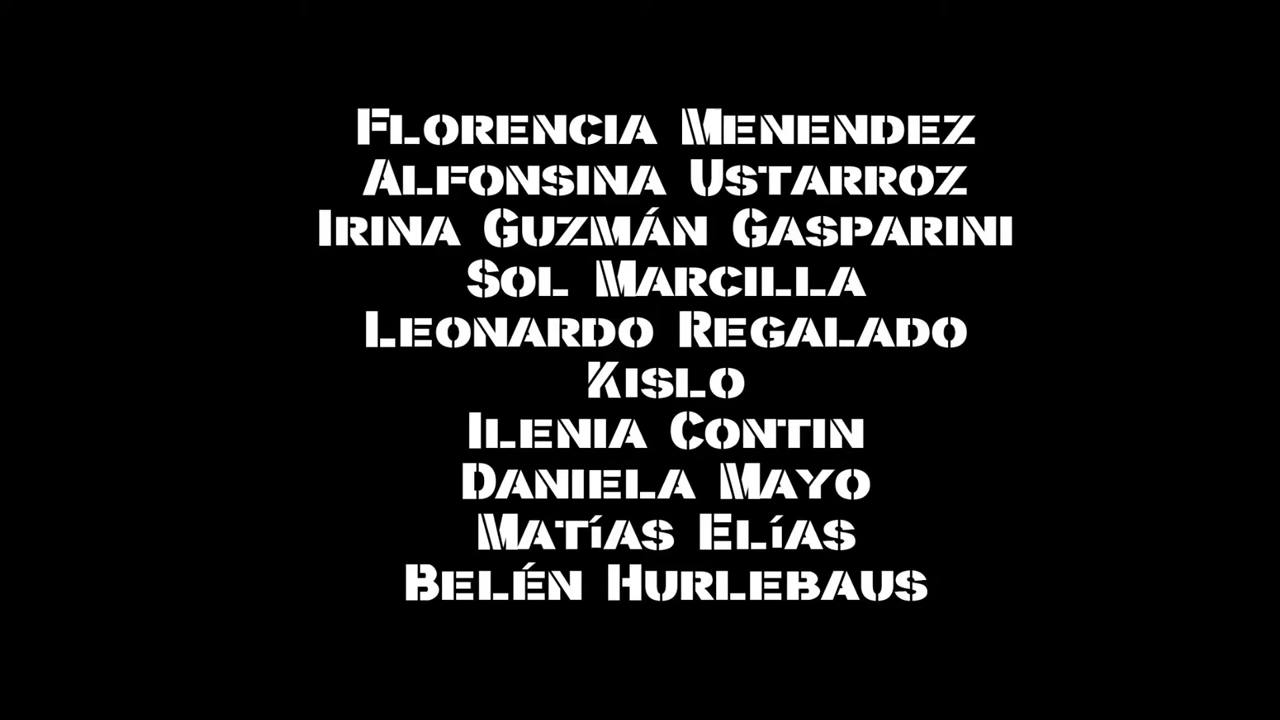 Florencia Menendez
Alfonsina Ustarroz
Irina Guzmán Gasparini
Sol Marcilla
Leonardo Regalado
Kislo
Ilenia Contin
Daniela Mayo
Matías Elías
Belén Hurlebaus